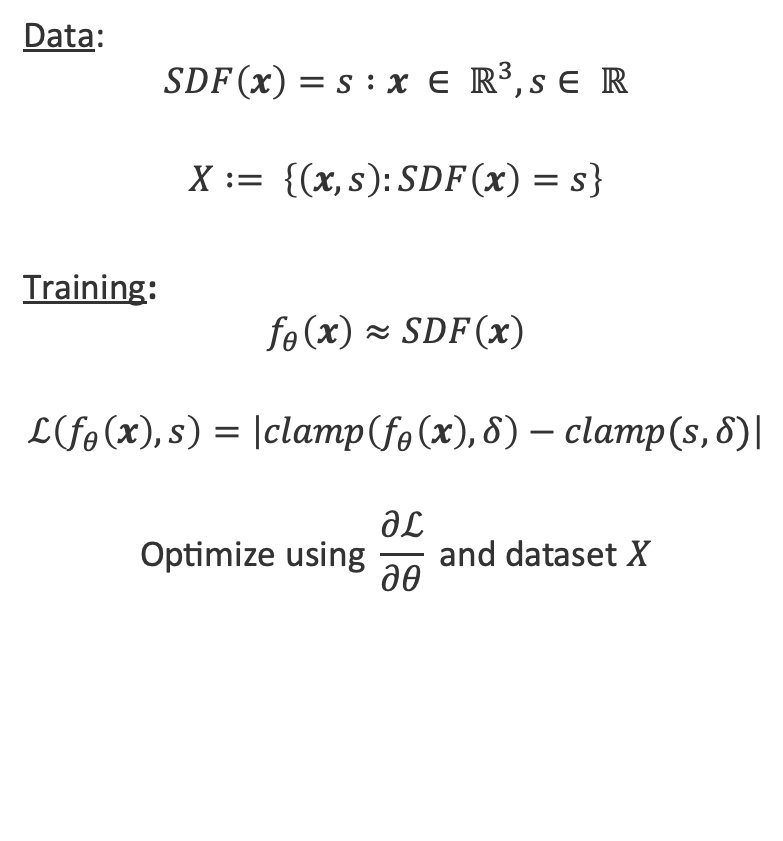 Data:
𝑆𝐷𝐹(𝒙) = 𝑠 : 𝒙 ∈ ℝ³, 𝑠 ∈ ℝ
𝑋 := {(𝒙, 𝑠): 𝑆𝐷𝐹(𝒙) = 𝑠}
Training:
𝑓_θ(𝒙) ≈ 𝑆𝐷𝐹(𝒙)
ℒ(𝑓_θ(𝒙), 𝑠) = |𝑐𝑙𝑎𝑚𝑝(𝑓_θ(𝒙), 𝛿) − 𝑐𝑙𝑎𝑚𝑝(𝑠, 𝛿)|
Optimize using ∂ℒ/∂θ and dataset 𝑋